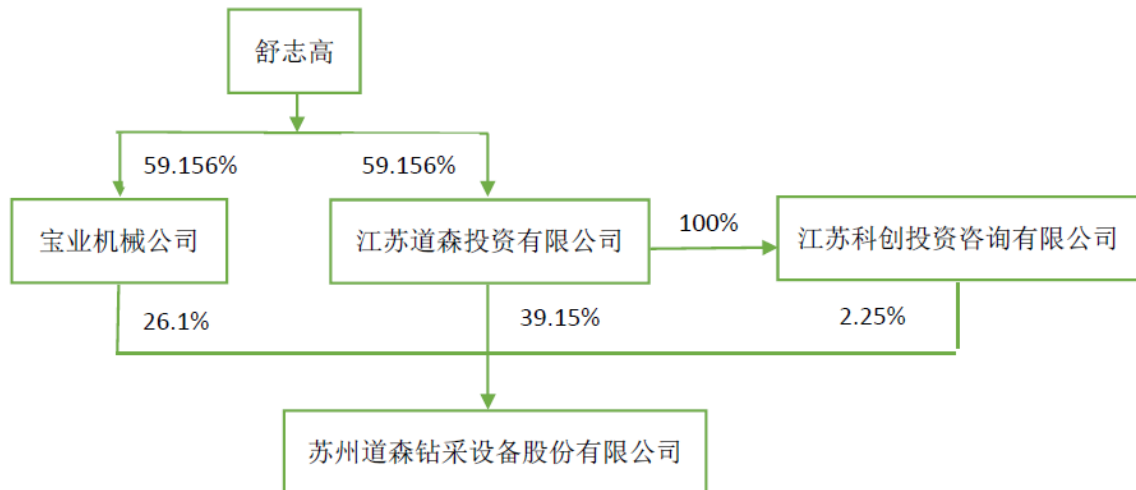 舒志高
59.156%
59.156%
宝业机械公司
江苏道森投资有限公司
100%
江苏科创投资咨询有限公司
26.1%
39.15%
2.25%
苏州道森钻采设备股份有限公司